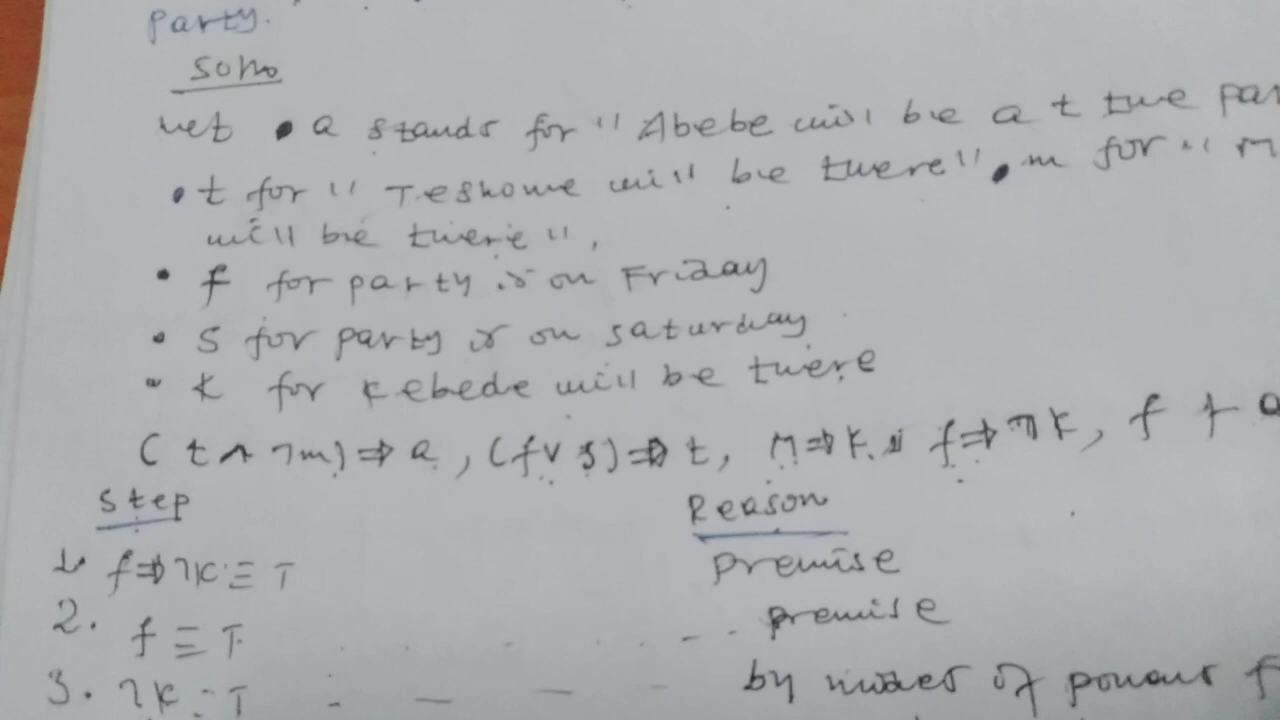 party.
Soln
Let • a stands for "Abebe will be at the par
• t for "Teshome will be there", • m for "M
will be there",
• f for party is on Friday
• S for party is on saturday
• k for kebede will be there
(t ∧ ¬m) ⇒ a, (f ∨ s) ⇒ t, m ⇒ k, f ⇒ ¬k, f ⊢ a
Step Reason
1. f ⇒ ¬k ≡ T premise
2. f ≡ T ..... premise
3. ¬k : T - - - - by modes of ponous f